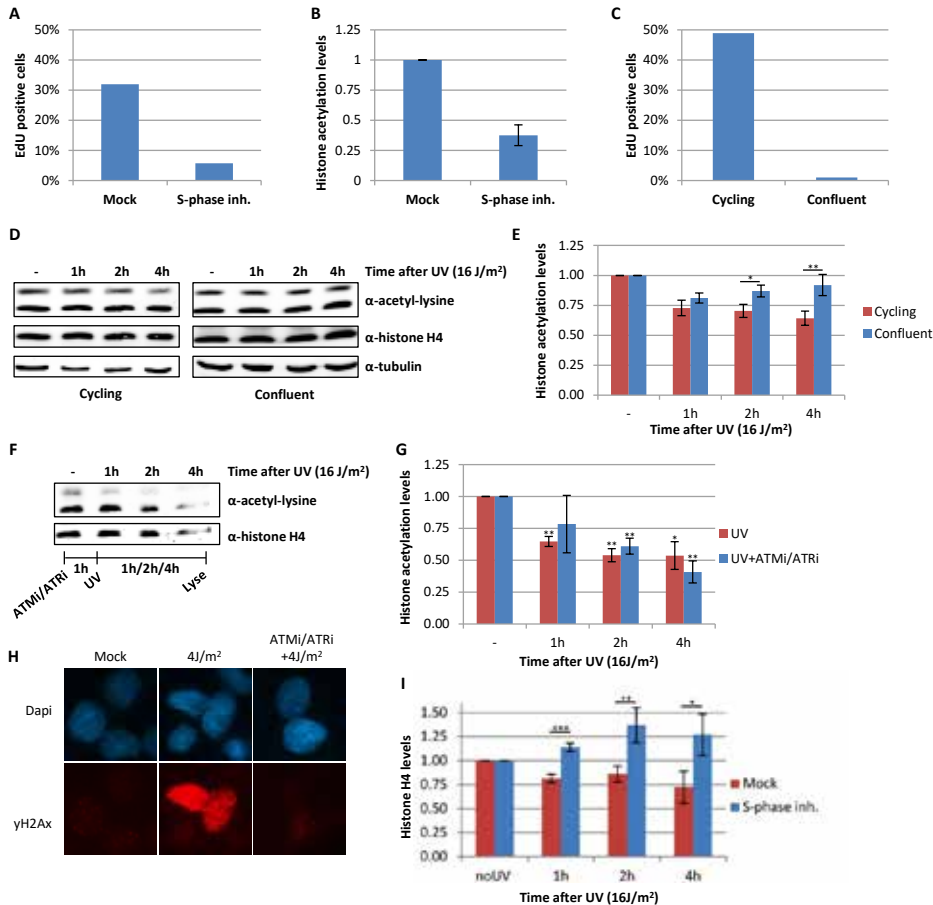 A
50%
40%
30%
20%
10%
0%
EdU positive cells
Mock
S-phase inh.
B
1
0.75
0.5
0.25
0
Histone acetylation levels
Mock
S-phase inh.
C
50%
40%
30%
20%
10%
0%
EdU positive cells
Cycling
Confluent
D
- 1h 2h 4h - 1h 2h 4h Time after UV (16 J/m²)
α-acetyl-lysine
α-histone H4
α-tubulin
Cycling
Confluent
E
1.25
1.00
0.75
0.50
0.25
0.00
Histone acetylation levels
*
**
Cycling
Confluent
- 1h 2h 4h
Time after UV (16 J/m²)
F
- 1h 2h 4h Time after UV (16 J/m²)
α-acetyl-lysine
α-histone H4
ATMi/ATRi 1h UV 1h/2h/4h Lyse
G
1.25
1.00
0.75
0.50
0.25
0.00
Histone acetylation levels
** ** ** * **
UV
UV+ATMi/ATRi
- 1h 2h 4h
Time after UV (16J/m²)
H
Mock
4J/m²
ATMi/ATRi
+4J/m²
Dapi
yH2Ax
I
1.50
1.25
1.00
0.75
0.50
0.25
0.00
Histone H4 levels
***
**
*
Mock
S-phase inh.
noUV 1h 2h 4h
Time after UV (16J/m²)